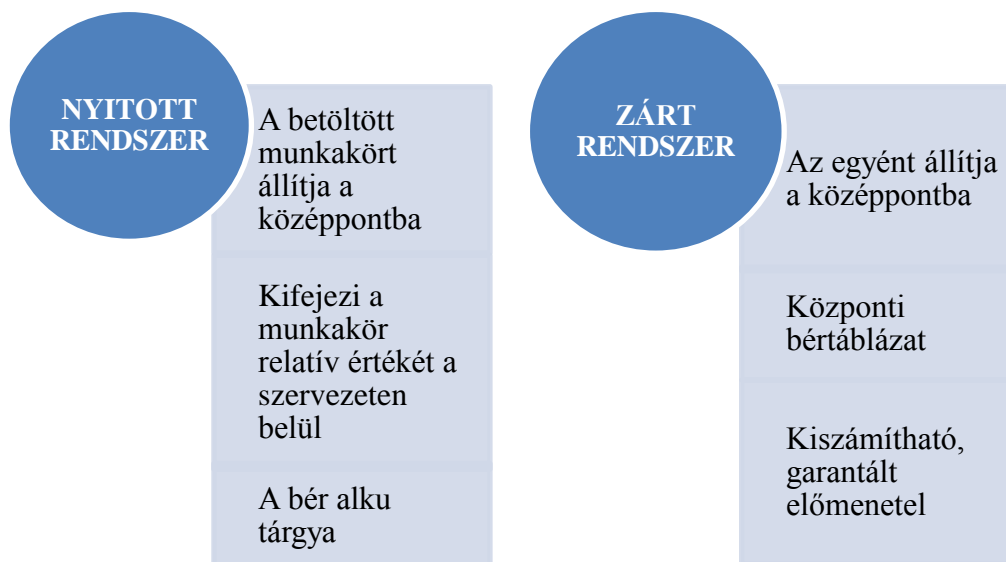 NYITOTT
RENDSZER
A betöltött
munkakört
állítja a
középpontba
Kifejezi a
munkakör
relatív értékét a
szervezeten
belül
A bér alku
tárgya
ZÁRT
RENDSZER
Az egyént állítja
a középpontba
Központi
bértáblázat
Kiszámítható,
garantált
előmenetel